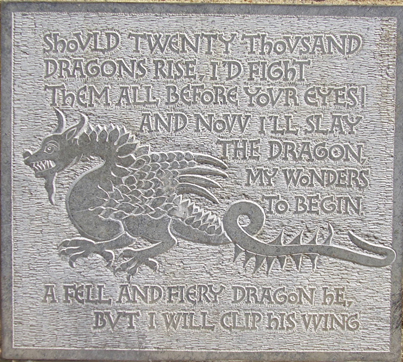 ShOVLD TWENTY ThOVSAND
DRAGONS RISE, I'D FIGhT
ThEM ALL BEFORE YOVR EYES!
AND NOW I'LL SLAY
THE DRAGON,
MY WONDERS
TO BEGIN.
A FELL AND FIERY DRAGON hE,
BVT I WILL CLIP hIS WING